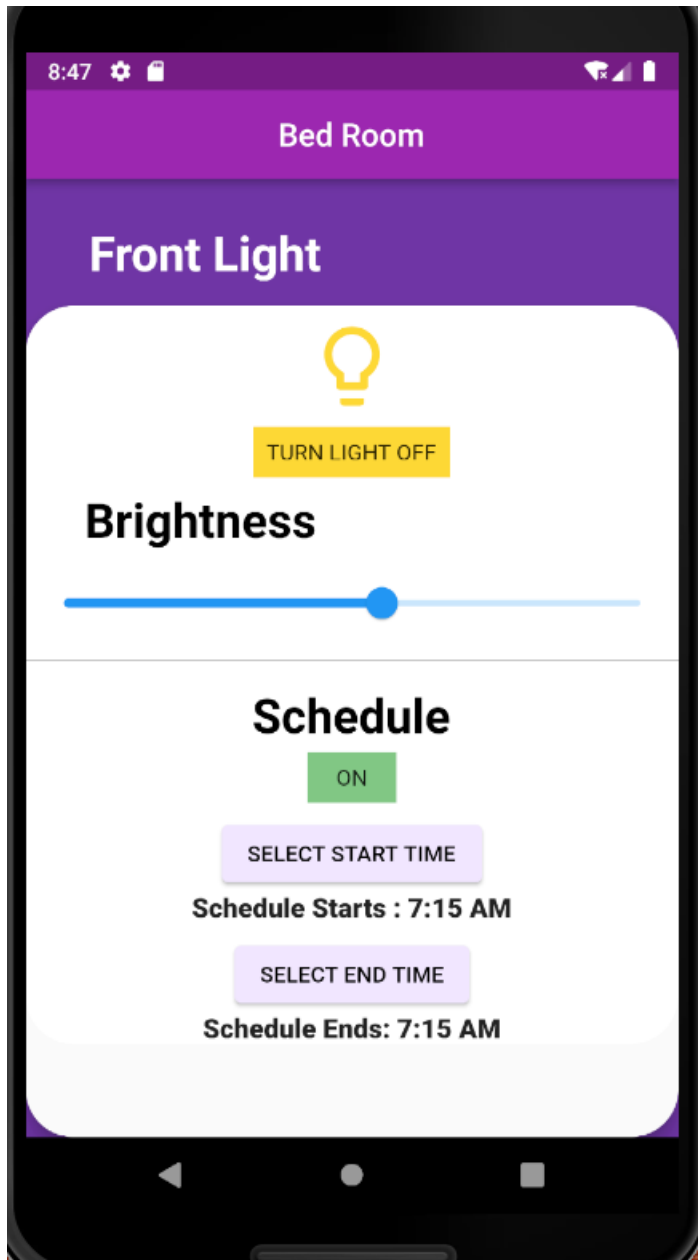 8:47
Bed Room
Front Light
TURN LIGHT OFF
Brightness
Schedule
ON
SELECT START TIME
Schedule Starts : 7:15 AM
SELECT END TIME
Schedule Ends: 7:15 AM